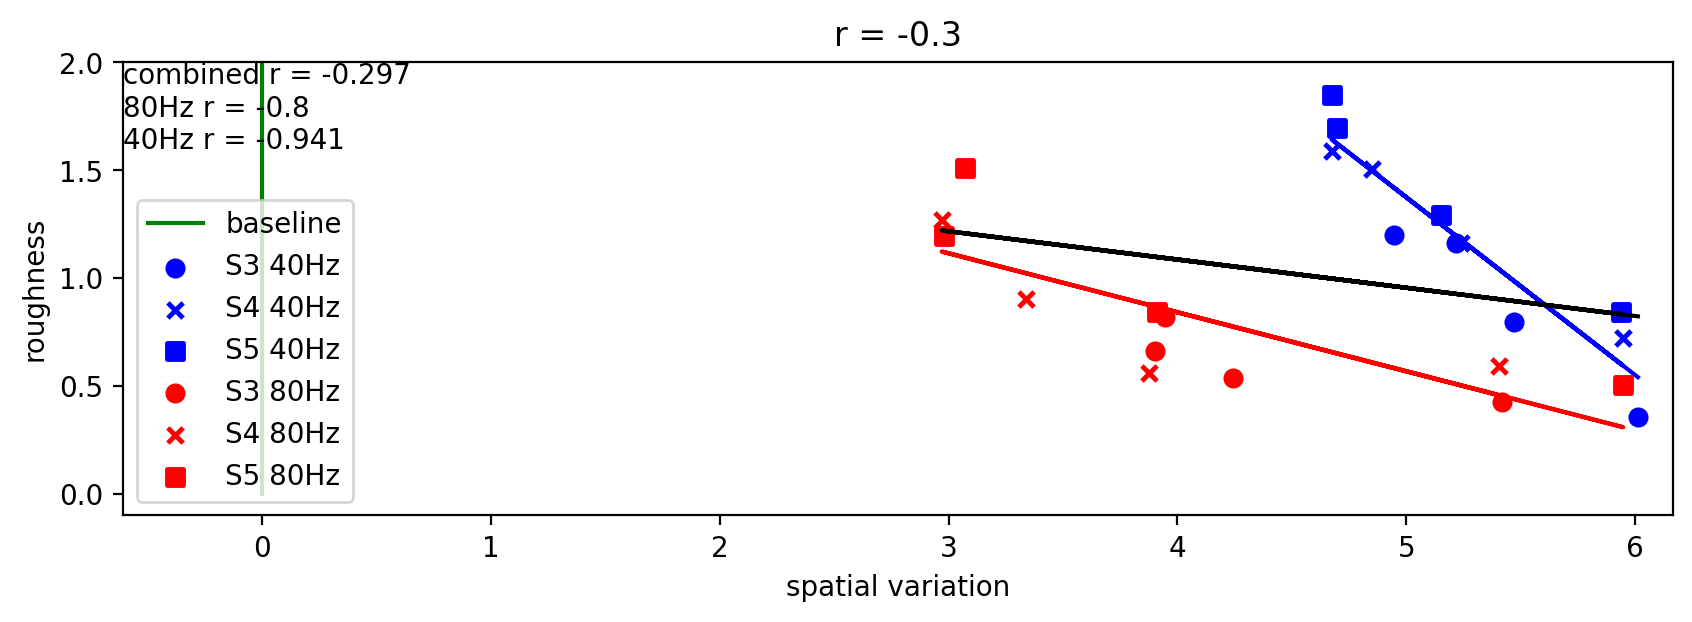 r = -0.3
combined r = -0.297
80Hz r = -0.8
40Hz r = -0.941
baseline
S3 40Hz
S4 40Hz
S5 40Hz
S3 80Hz
S4 80Hz
S5 80Hz
roughness
2.0
1.5
1.0
0.5
0.0
0 1 2 3 4 5 6
spatial variation